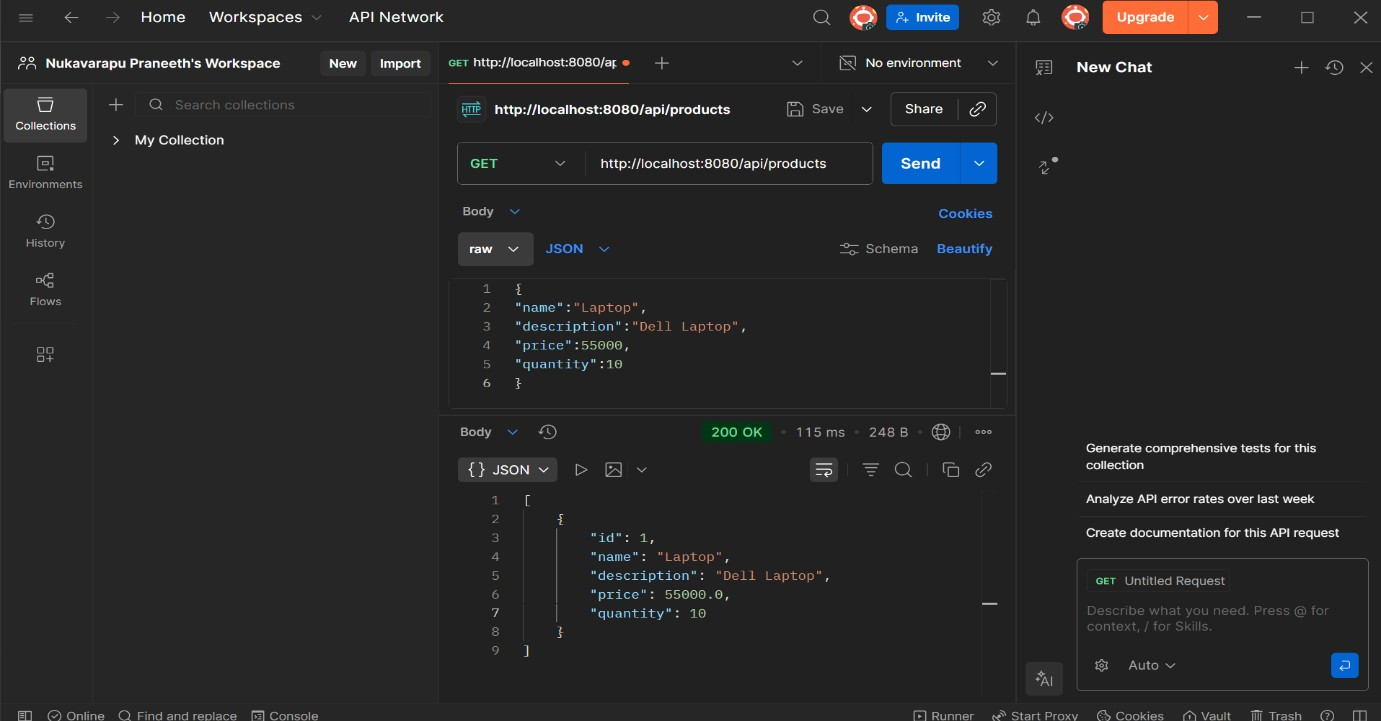 Home Workspaces API Network Invite Upgrade
Nukavarapu Praneeth's Workspace New Import
GET http://localhost:8080/ap No environment
New Chat
Collections
Environments
History
Flows
Search collections
My Collection
HTTP http://localhost:8080/api/products Save Share
GET http://localhost:8080/api/products Send
Body Cookies
raw JSON Schema Beautify
1 {
2 "name":"Laptop",
3 "description":"Dell Laptop",
4 "price":55000,
5 "quantity":10
6 }
Body 200 OK 115 ms 248 B
{} JSON
1 [
2 {
3 "id": 1,
4 "name": "Laptop",
5 "description": "Dell Laptop",
6 "price": 55000.0,
7 "quantity": 10
8 }
9 ]
Generate comprehensive tests for this
collection
Analyze API error rates over last week
Create documentation for this API request
GET Untitled Request
Describe what you need. Press @ for
context, / for Skills.
Auto
AI
Online Find and replace Console Runner Start Proxy Cookies Vault Trash